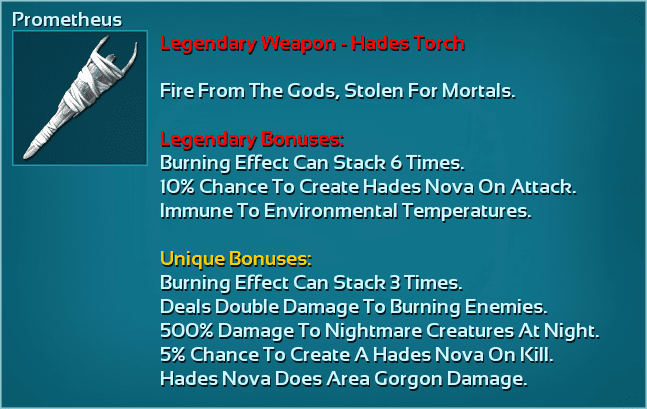 Prometheus
Legendary Weapon - Hades Torch
Fire From The Gods, Stolen For Mortals.
Legendary Bonuses:
Burning Effect Can Stack 6 Times.
10% Chance To Create Hades Nova On Attack.
Immune To Environmental Temperatures.
Unique Bonuses:
Burning Effect Can Stack 3 Times.
Deals Double Damage To Burning Enemies.
500% Damage To Nightmare Creatures At Night.
5% Chance To Create A Hades Nova On Kill.
Hades Nova Does Area Gorgon Damage.